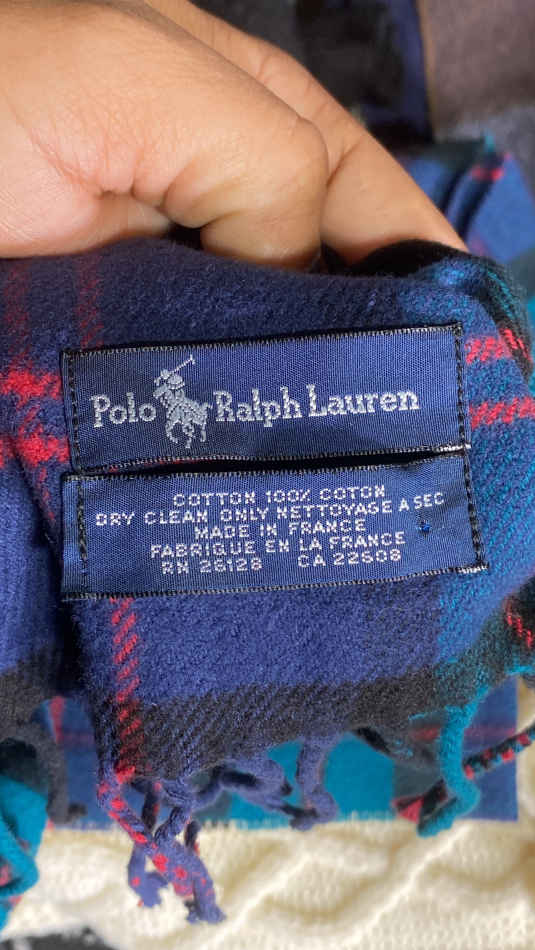 Polo Ralph Lauren
COTTON 100% COTON
DRY CLEAN ONLY NETTOYAGE A SEC
MADE IN FRANCE
FABRIQUE EN LA FRANCE
RN 26128 CA 22508